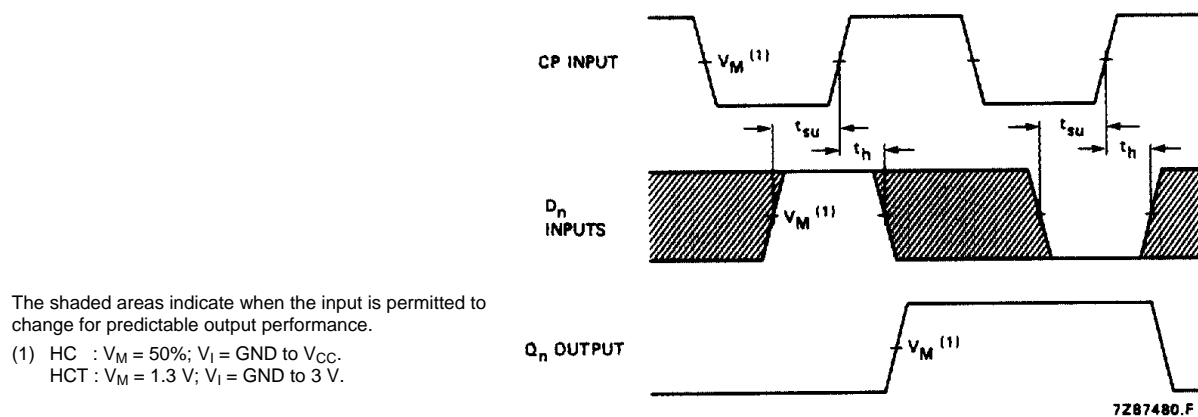 CP INPUT
V_M (1)
t_su
t_h
t_su
t_h
D_n
INPUTS
V_M (1)
The shaded areas indicate when the input is permitted to
change for predictable output performance.
(1) HC : V_M = 50%; V_I = GND to V_CC.
HCT : V_M = 1.3 V; V_I = GND to 3 V.
Q_n OUTPUT
V_M (1)
7Z87480.F